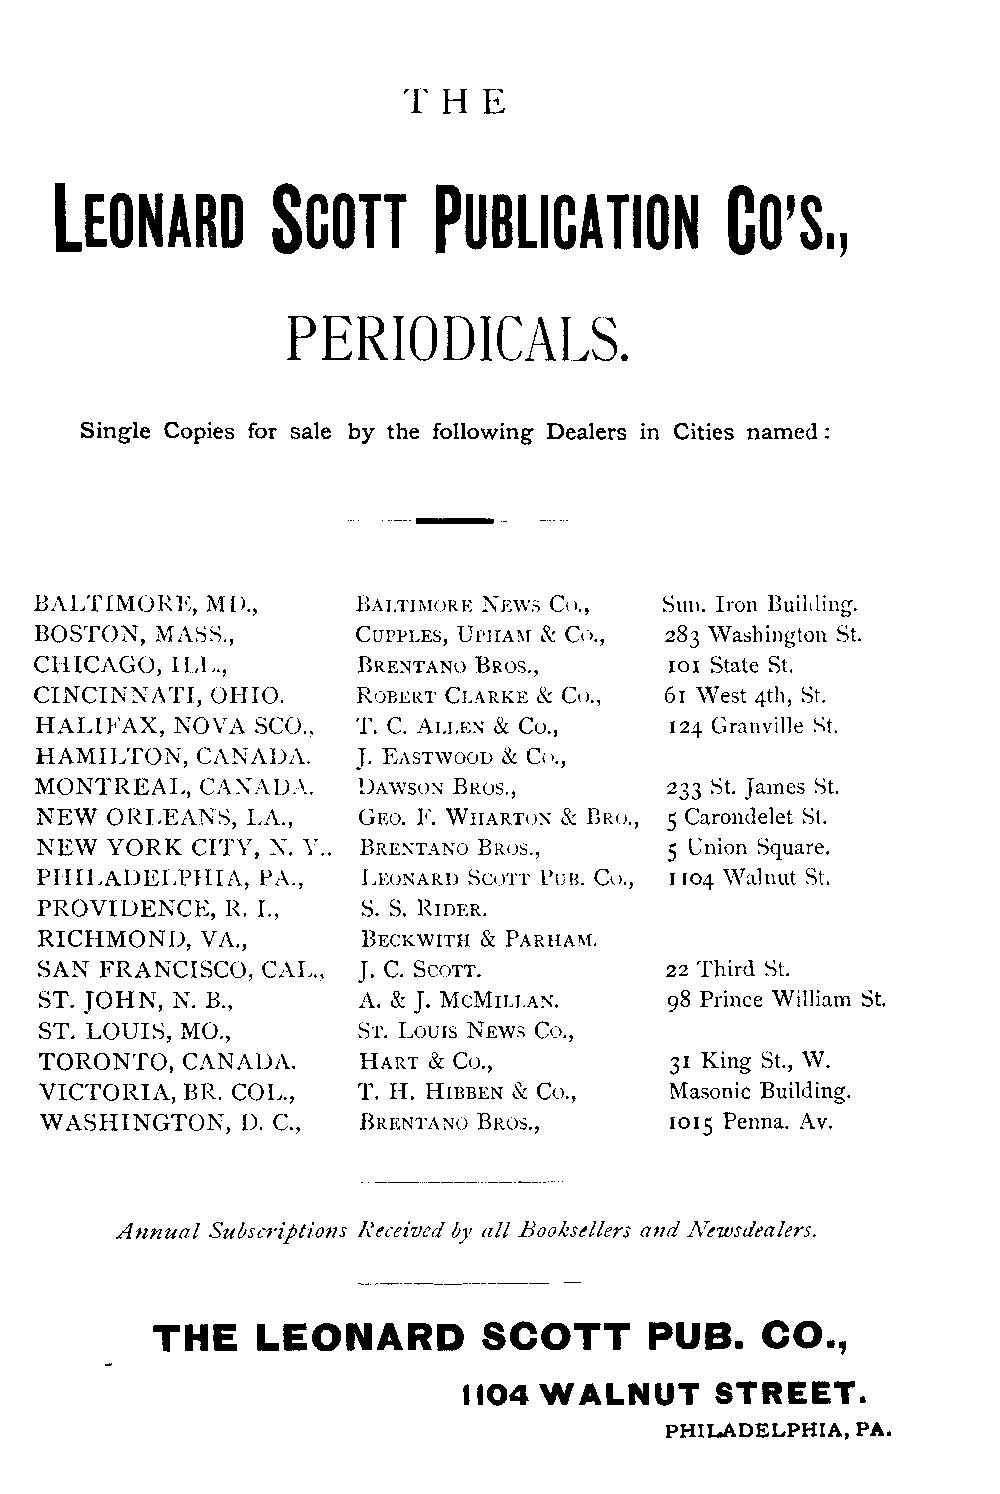 THE
LEONARD SCOTT PUBLICATION CO'S.,
PERIODICALS.
Single Copies for sale by the following Dealers in Cities named:
BALTIMORE, MD., BALTIMORE NEWS CO., Sun. Iron Building.
BOSTON, MASS., CUPPLES, UPHAM & CO., 283 Washington St.
CHICAGO, ILL., BRENTANO BROS., 101 State St.
CINCINNATI, OHIO. ROBERT CLARKE & CO., 61 West 4th, St.
HALIFAX, NOVA SCO., T. C. ALLEN & CO., 124 Granville St.
HAMILTON, CANADA. J. EASTWOOD & CO.,
MONTREAL, CANADA. DAWSON BROS., 233 St. James St.
NEW ORLEANS, LA., GEO. F. WHARTON & BRO., 5 Carondelet St.
NEW YORK CITY, N. Y.. BRENTANO BROS., 5 Union Square.
PHILADELPHIA, PA., LEONARD SCOTT PUB. CO., 1104 Walnut St.
PROVIDENCE, R. I., S. S. RIDER.
RICHMOND, VA., BECKWITH & PARHAM.
SAN FRANCISCO, CAL., J. C. SCOTT. 22 Third St.
ST. JOHN, N. B., A. & J. MCMILLAN. 98 Prince William St.
ST. LOUIS, MO., ST. LOUIS NEWS CO.,
TORONTO, CANADA. HART & CO., 31 King St., W.
VICTORIA, BR. COL., T. H. HIBBEN & CO., Masonic Building.
WASHINGTON, D. C., BRENTANO BROS., 1015 Penna. Av.
Annual Subscriptions Received by all Booksellers and Newsdealers.
THE LEONARD SCOTT PUB. CO.,
1104 WALNUT STREET.
PHILADELPHIA, PA.